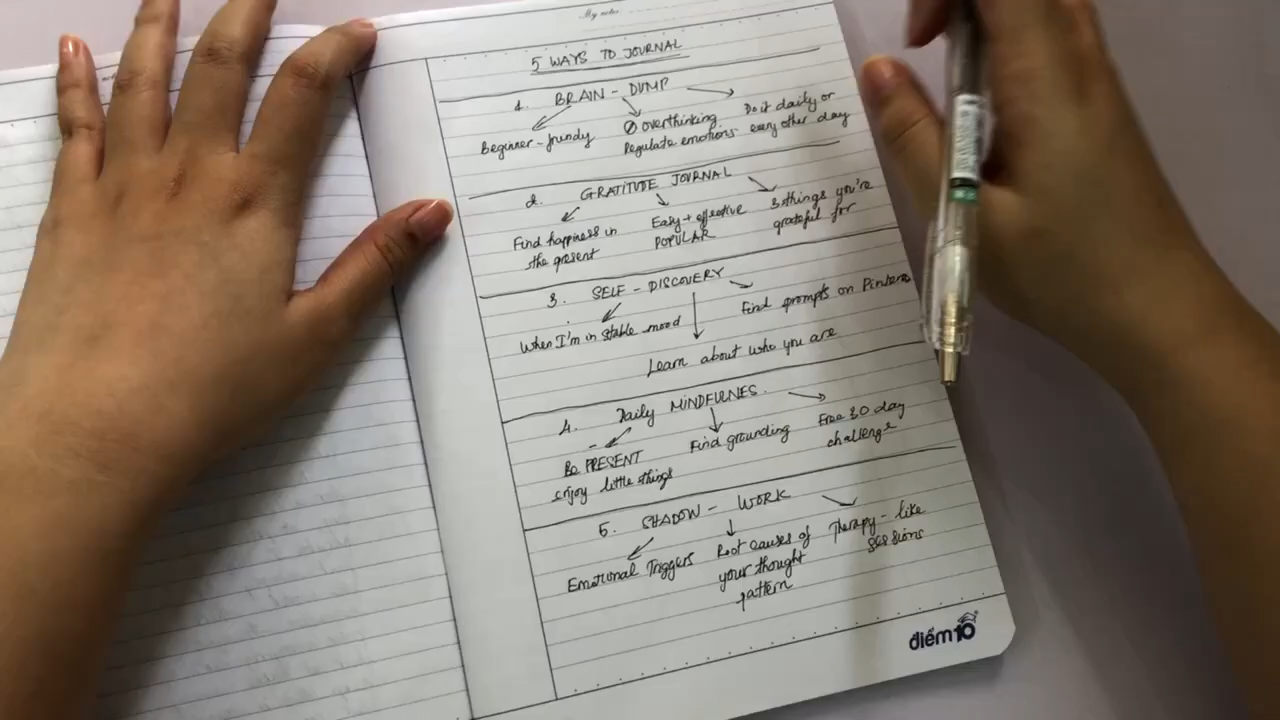 My notes
5 WAYS TO JOURNAL
1. BRAIN - DUMP
Beginner - friendly
Ø overthinking
Regulate emotions
Do it daily or
every other day
2. GRATITUDE JOURNAL
Find happiness in
the present
Easy + effective
POPULAR
3 things you're
grateful for
3. SELF - DISCOVERY
When I'm in stable mood
Learn about who you are
Find prompts on
4. Daily MINDFULNES.
Be PRESENT
enjoy little things
Find grounding
Free 30 day
challenge
5. SHADOW - WORK
Emotional Triggers
Root causes of
your thought
pattern
Therapy - like
sessions
điểm10